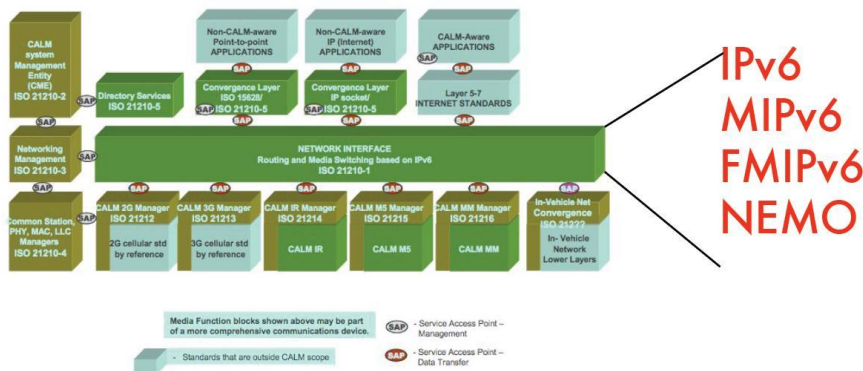 CALM
system
Management
Entity
(CME)
ISO 21210-2
Non-CALM-aware
Point-to-point
APPLICATIONS
Non-CALM-aware
IP (Internet)
APPLICATIONS
CALM-Aware
APPLICATIONS
SAP
SAP
SAP
SAP
SAP
Directory Services
ISO 21210-5
Convergence Layer
ISO 15628/
ISO 21210-5
SAP
Convergence Layer
IP socket/
ISO 21210-5
SAP
Layer 5-7
INTERNET STANDARDS
SAP
SAP
SAP
SAP
Networking
Management
ISO 21210-3
SAP
NETWORK INTERFACE
Routing and Media Switching based on IPv6
ISO 21210-1
SAP
SAP
SAP
SAP
SAP
SAP
SAP
Common Station,
PHY, MAC, LLC
Managers
ISO 21210-4
SAP
CALM 2G Manager
ISO 21212
2G cellular std
by reference
CALM 3G Manager
ISO 21213
3G cellular std
by reference
CALM IR Manager
ISO 21214
CALM IR
CALM M5 Manager
ISO 21215
CALM M5
CALM MM Manager
ISO 21216
CALM MM
In-Vehicle Net
Convergence
ISO 212??
In- Vehicle
Network
Lower Layers
IPv6
MIPv6
FMIPv6
NEMO
Media Function blocks shown above may be part
of a more comprehensive communications device.
SAP - Service Access Point –
Management
- Standards that are outside CALM scope
SAP - Service Access Point –
Data Transfer